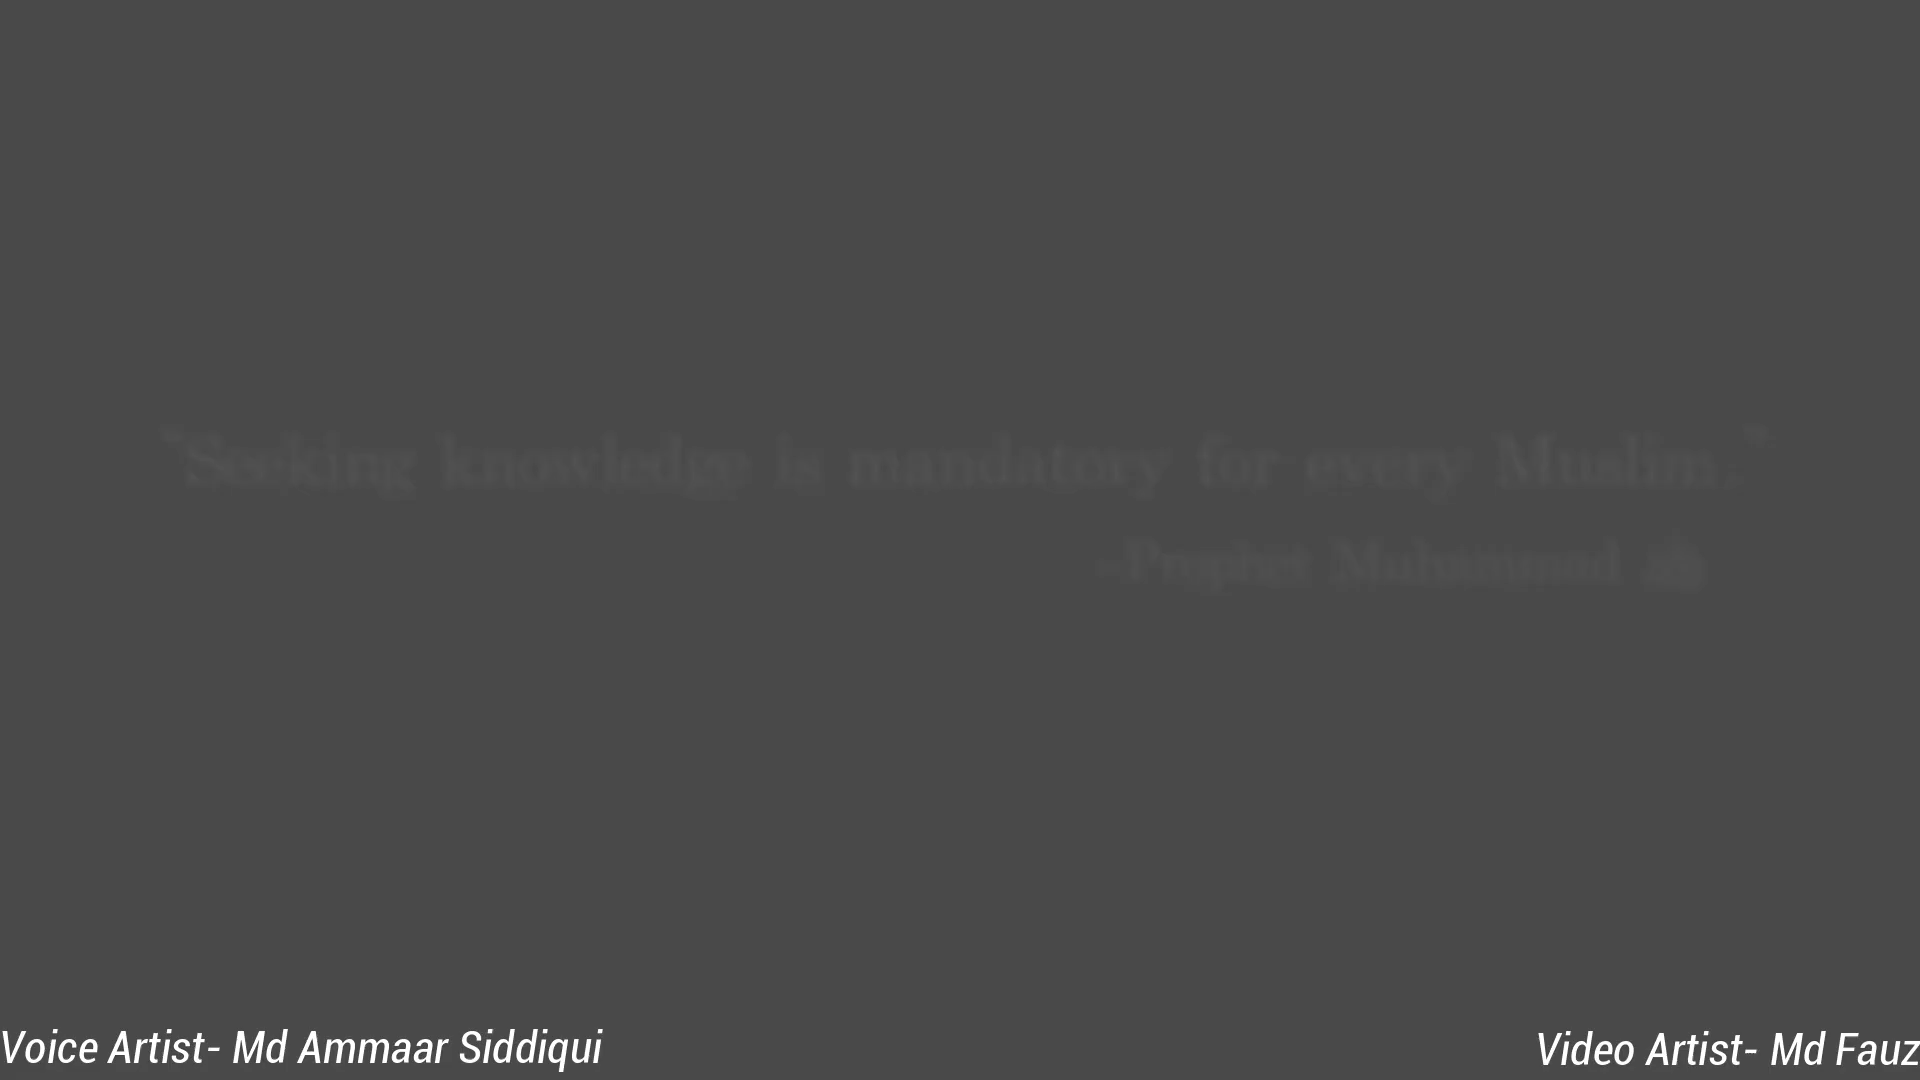 “Seeking knowledge is mandatory for every Muslim.”
-Prophet Muhammad ﷺ
Voice Artist- Md Ammaar Siddiqui
Video Artist- Md Fauz